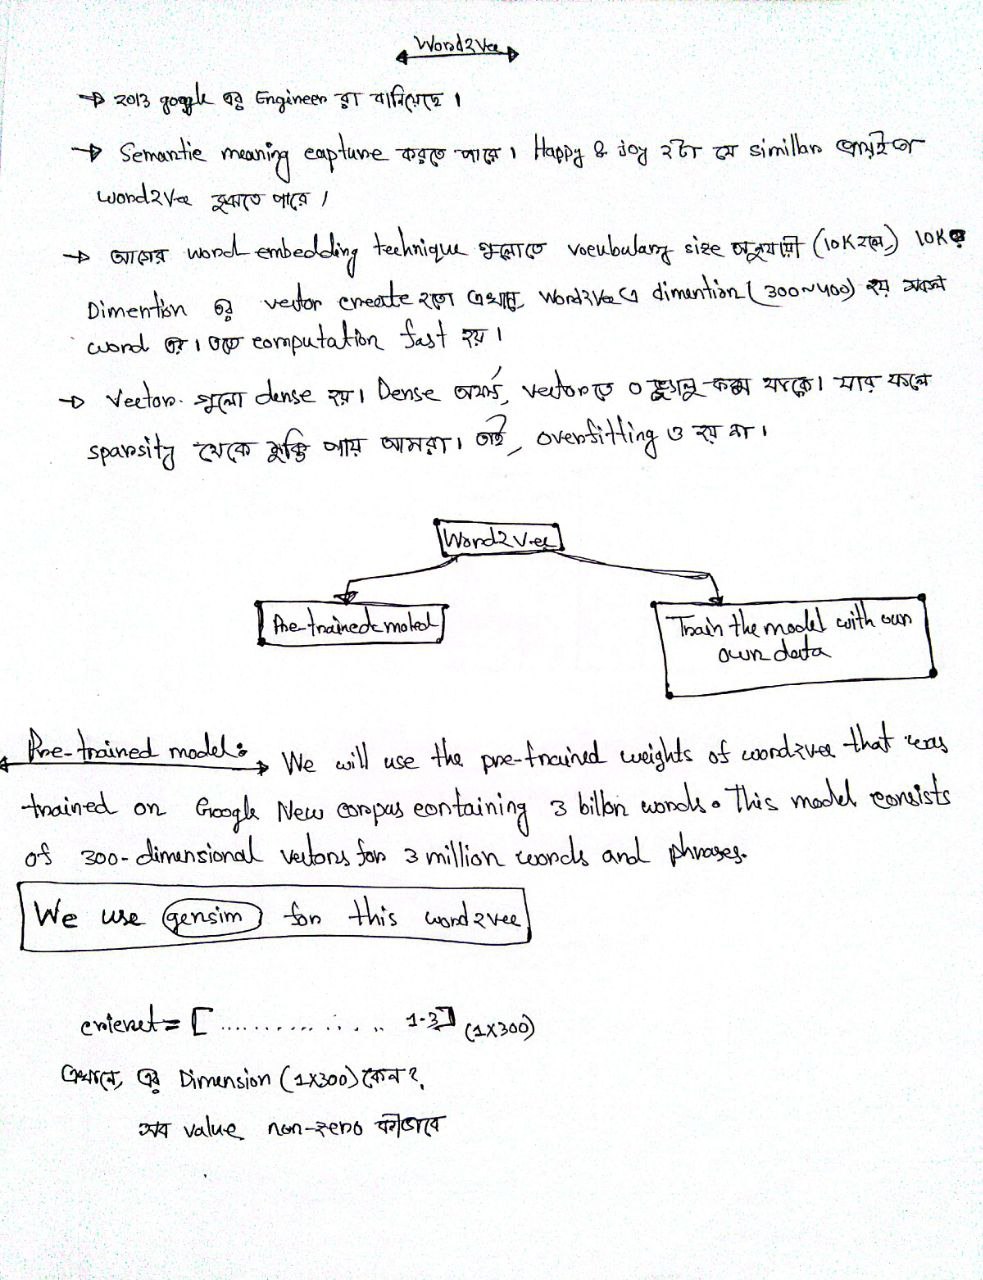 Word2Vec
→ 2013 google এর Engineer রা বানিয়েছে ।
→ Semantic meaning capture করতে পারে । Happy & joy ২টা যে simillar
word2vec বুঝতে পারে ।
→ আগের word embedding technique গুলোতে vocubulary size অনুযায়ী (10K হলে) 10K
Dimention এর vector create হতো এখানে, Word2Vec এ dimention (300~400) হয় সকল
word এর । তাই computation fast হয় ।
→ Vector গুলো dense হয় । Dense অর্থাৎ, vector তে 0 ভ্যালু কম থাকে । যার ফলে
sparsity থেকে মুক্তি পায় আমরা । তাই, overfitting ও হয় না ।
Word2Vec
Pre-trained model
Train the model with our
own data
Pre-trained model: We will use the pre-trained weights of word2vec that was
trained on Google New corpus containing 3 billon words. This model consists
of 300-dimensional vectors for 3 million words and phrases.
We use gensim for this word2vec
cricket = [ .................. 1.3] (1X300)
এখানে, এর Dimension (1X300) কেন ?
সব value non-zero কীভাবে